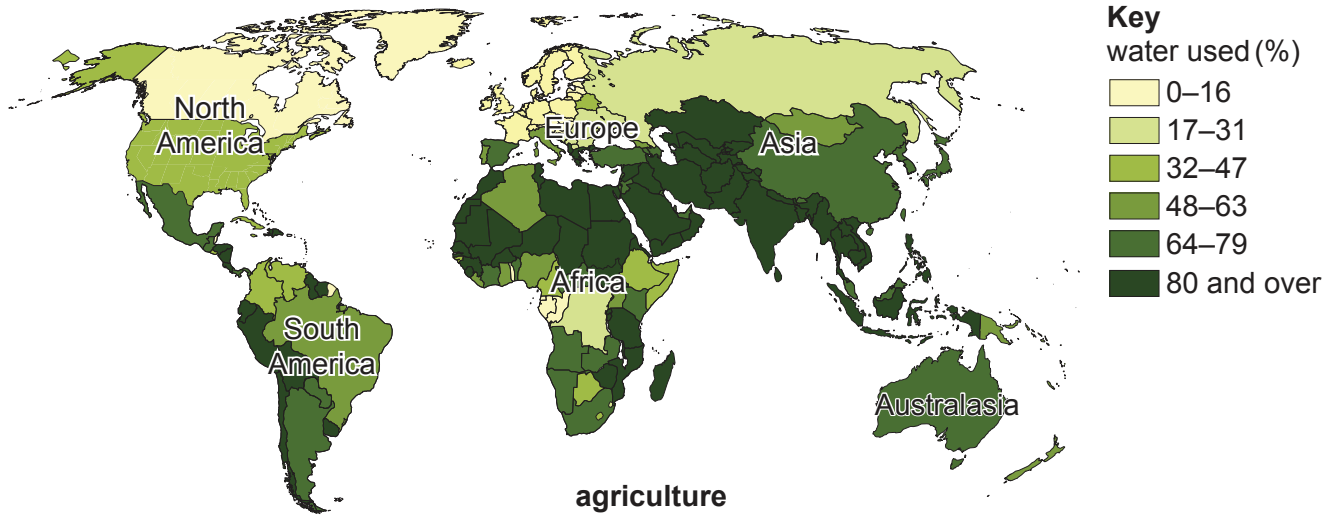 Key
water used (%)
0–16
17–31
32–47
48–63
64–79
80 and over
North
America
Europe
Asia
Africa
South
America
Australasia
agriculture